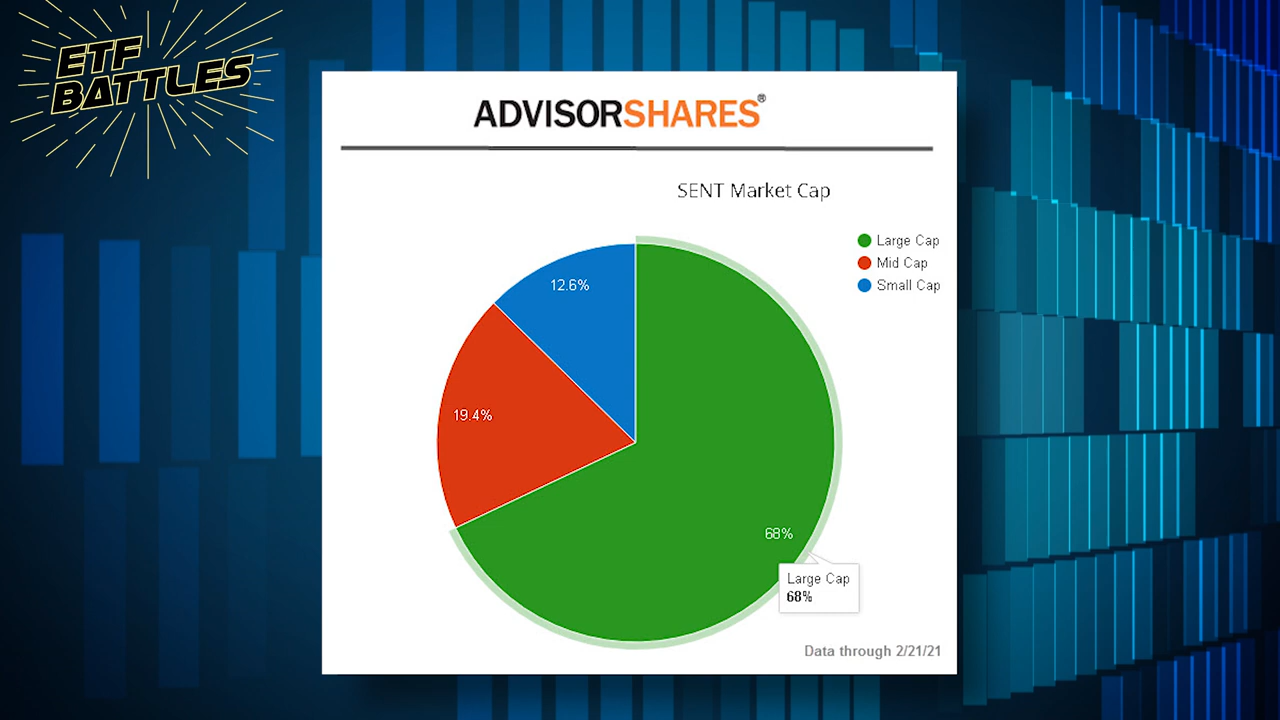 ETF
BATTLES
ADVISORSHARES®
SENT Market Cap
Large Cap
Mid Cap
Small Cap
12.6%
19.4%
68%
Large Cap
68%
Data through 2/21/21